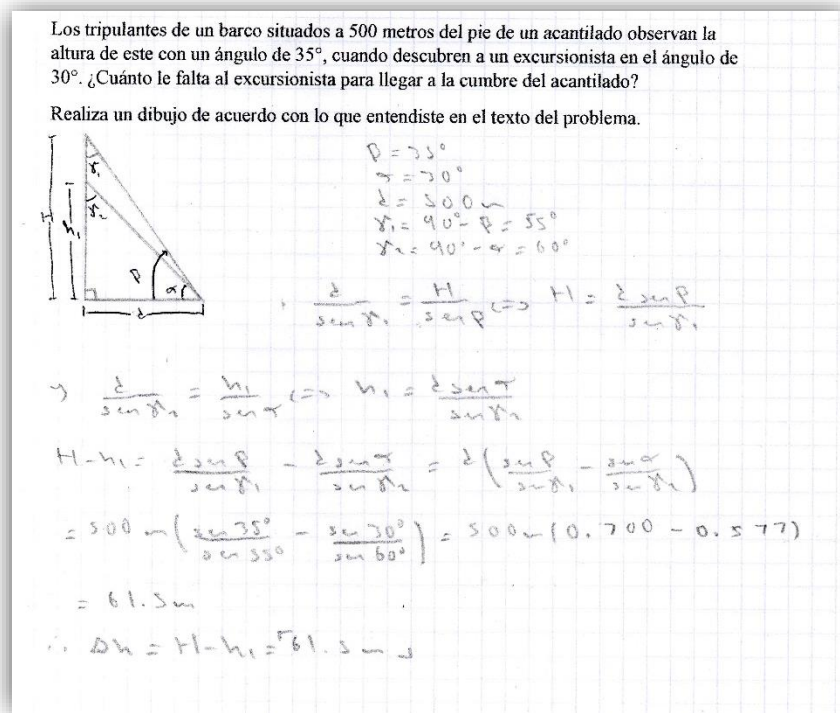 Los tripulantes de un barco situados a 500 metros del pie de un acantilado observan la
altura de este con un ángulo de 35°, cuando descubren a un excursionista en el ángulo de
30°. ¿Cuánto le falta al excursionista para llegar a la cumbre del acantilado?
Realiza un dibujo de acuerdo con lo que entendiste en el texto del problema.
β = 35°
α = 30°
d = 500 m
γ₁ = 90° - β = 55°
γ₂ = 90° - α = 60°
H
h₁
γ₁
γ₂
β
α
d
d / sen γ₁ = H / sen β <=> H = d sen β / sen γ₁
y d / sen γ₂ = h₁ / sen α <=> h₁ = d sen α / sen γ₂
H - h₁ = d sen β / sen γ₁ - d sen α / sen γ₂ = d ( sen β / sen γ₁ - sen α / sen γ₂ )
= 500 m ( sen 35° / sen 55° - sen 30° / sen 60° ) = 500 m ( 0.700 - 0.577 )
= 61.5 m
∴ Δh = H - h₁ = 61.5 m